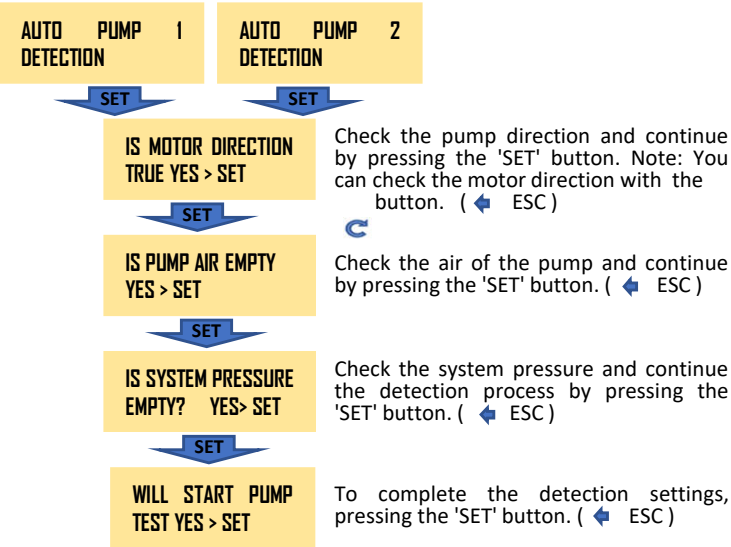 AUTO PUMP 1
DETECTION
AUTO PUMP 2
DETECTION
SET
SET
IS MOTOR DIRECTION
TRUE YES > SET
Check the pump direction and continue
by pressing the 'SET' button. Note: You
can check the motor direction with the
button. ( ESC )
SET
IS PUMP AIR EMPTY
YES > SET
Check the air of the pump and continue
by pressing the 'SET' button. ( ESC )
SET
IS SYSTEM PRESSURE
EMPTY? YES> SET
Check the system pressure and continue
the detection process by pressing the
'SET' button. ( ESC )
SET
WILL START PUMP
TEST YES > SET
To complete the detection settings,
pressing the 'SET' button. ( ESC )